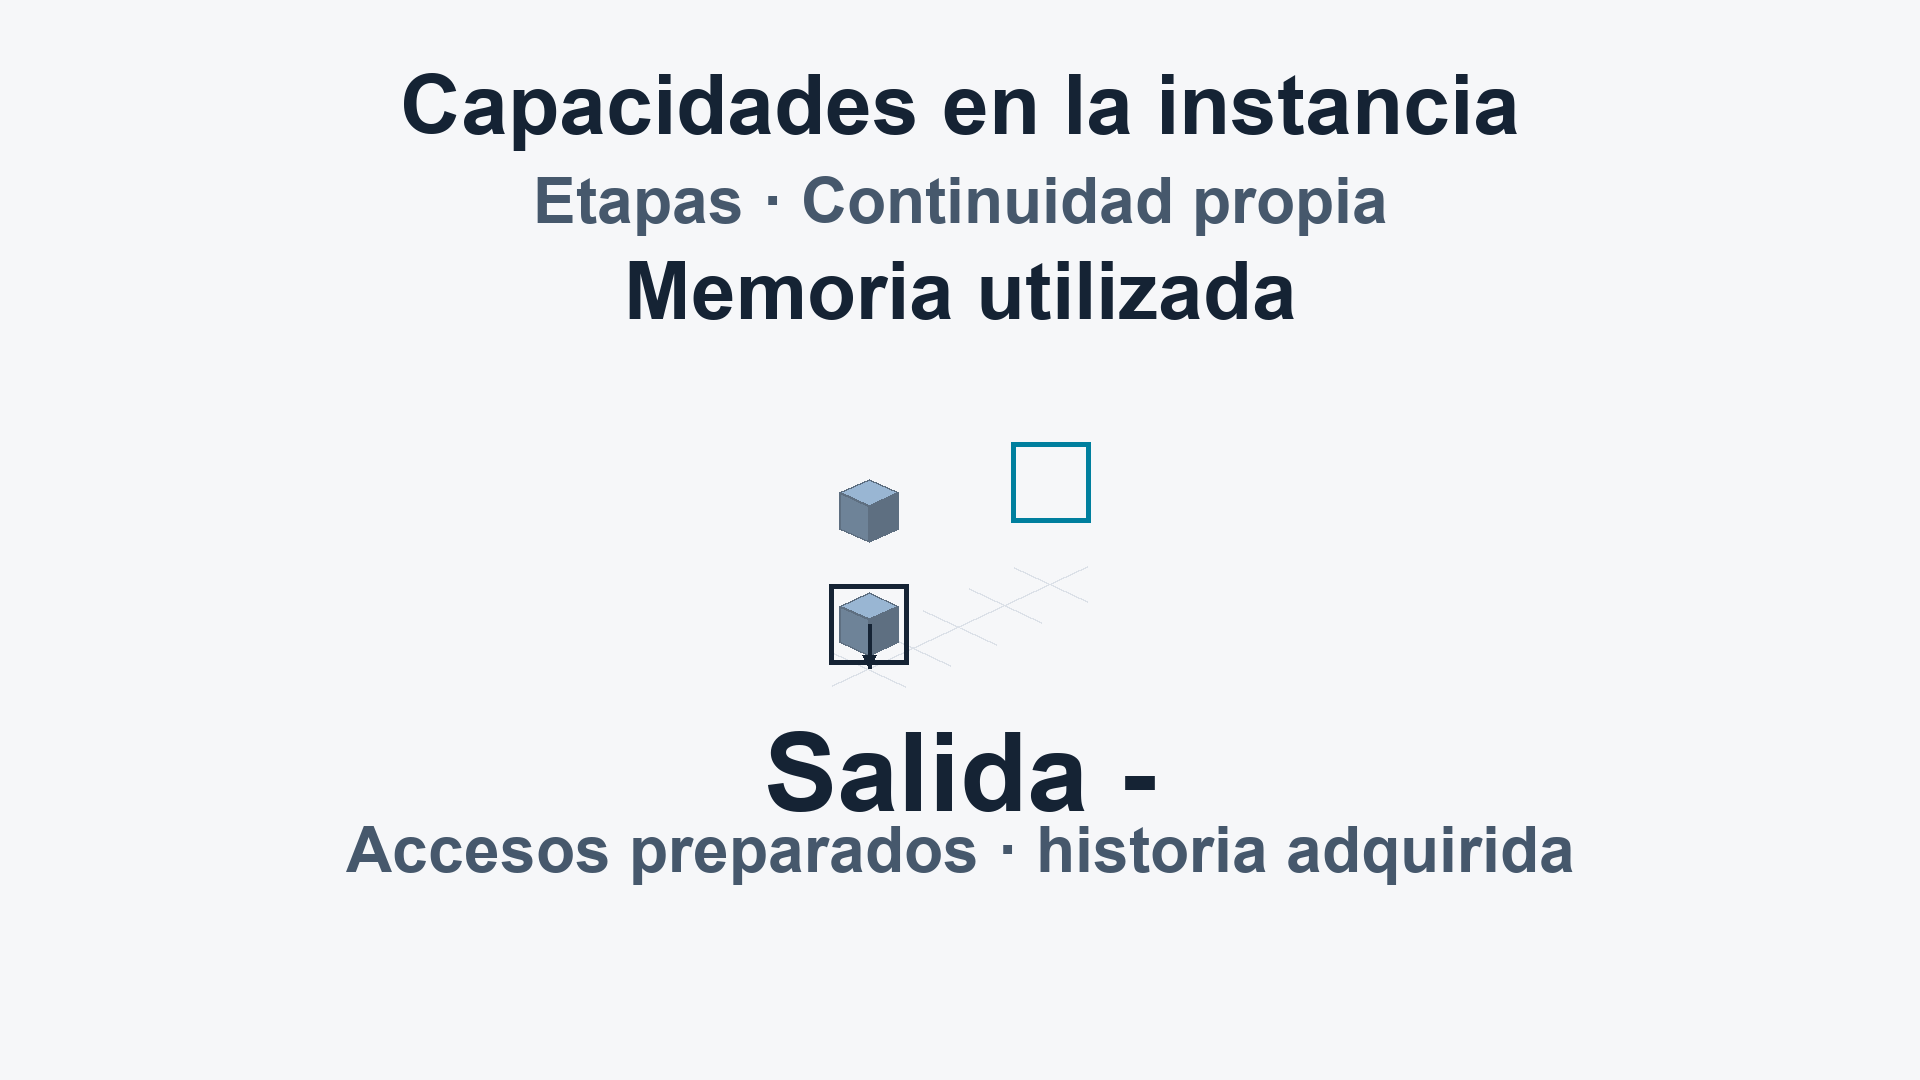 Capacidades en la instancia
Etapas · Continuidad propia
Memoria utilizada
Salida -
Accesos preparados · historia adquirida